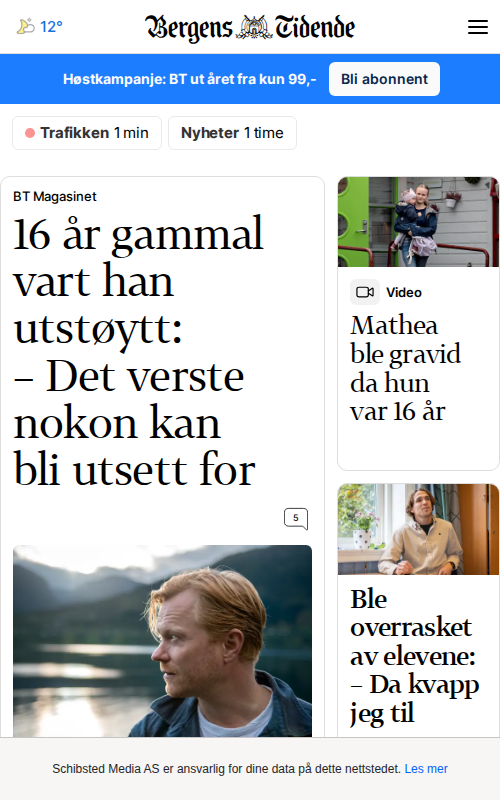 12°
Bergens Tidende
Høstkampanje: BT ut året fra kun 99,-
Bli abonnent
Trafikken 1 min
Nyheter 1 time
BT Magasinet
16 år gammal
vart han
utstøytt:
– Det verste
nokon kan
bli utsett for
5
Video
Mathea
ble gravid
da hun
var 16 år
Ble
overrasket
av elevene:
– Da kvapp
jeg til
Schibsted Media AS er ansvarlig for dine data på dette nettstedet. Les mer